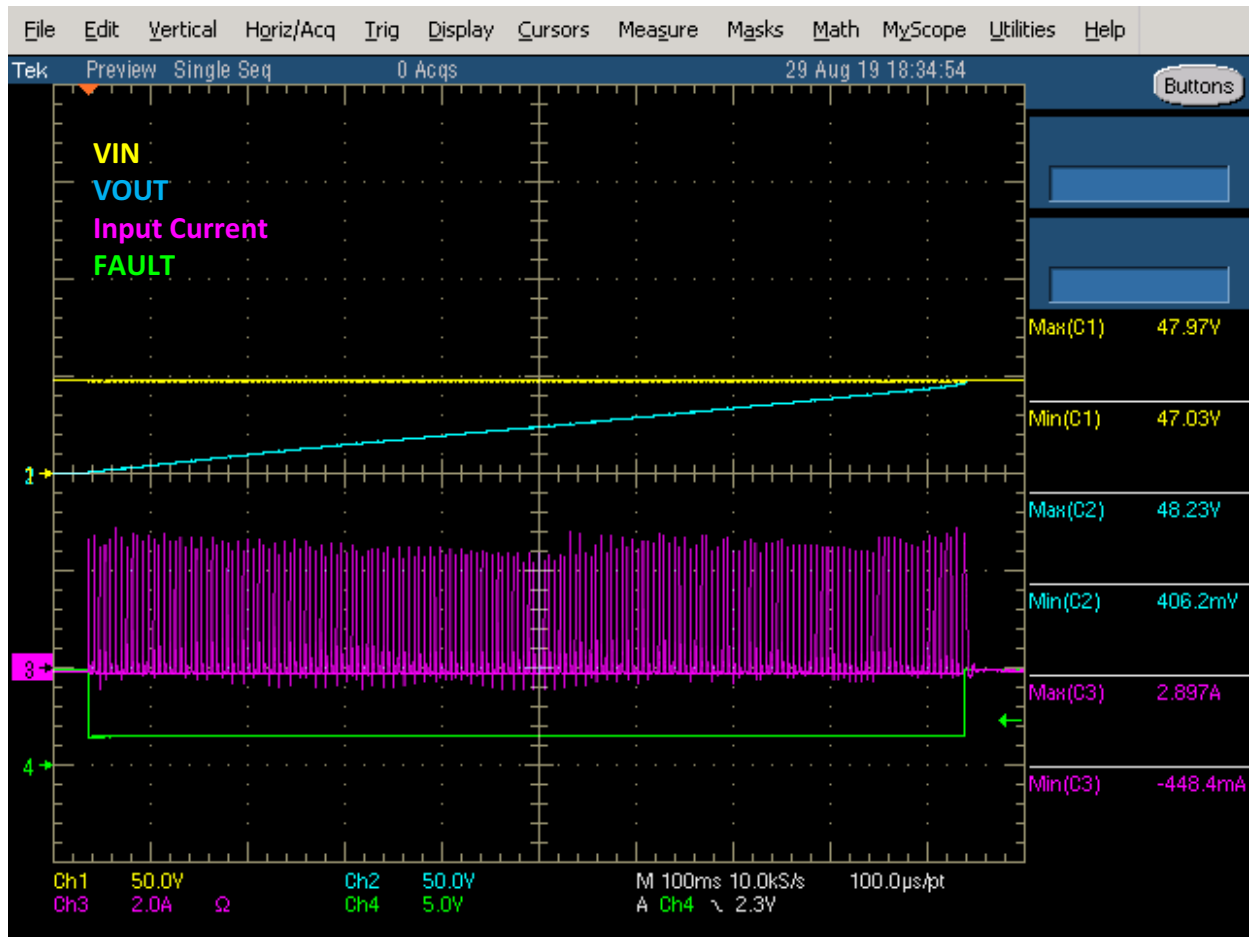 File Edit Vertical Horiz/Acq Trig Display Cursors Measure Masks Math MyScope Utilities Help
Tek Preview Single Seq 0 Acqs 29 Aug 19 18:34:54
Buttons
VIN
VOUT
Input Current
FAULT
Max(C1) 47.97V
Min(C1) 47.03V
2
Max(C2) 48.23V
Min(C2) 406.2mV
3
Max(C3) 2.897A
4
Min(C3) -448.4mA
Ch1 50.0V Ch2 50.0V M 100ms 10.0kS/s 100.0µs/pt
Ch3 2.0A Ω Ch4 5.0V A Ch4 \ 2.3V